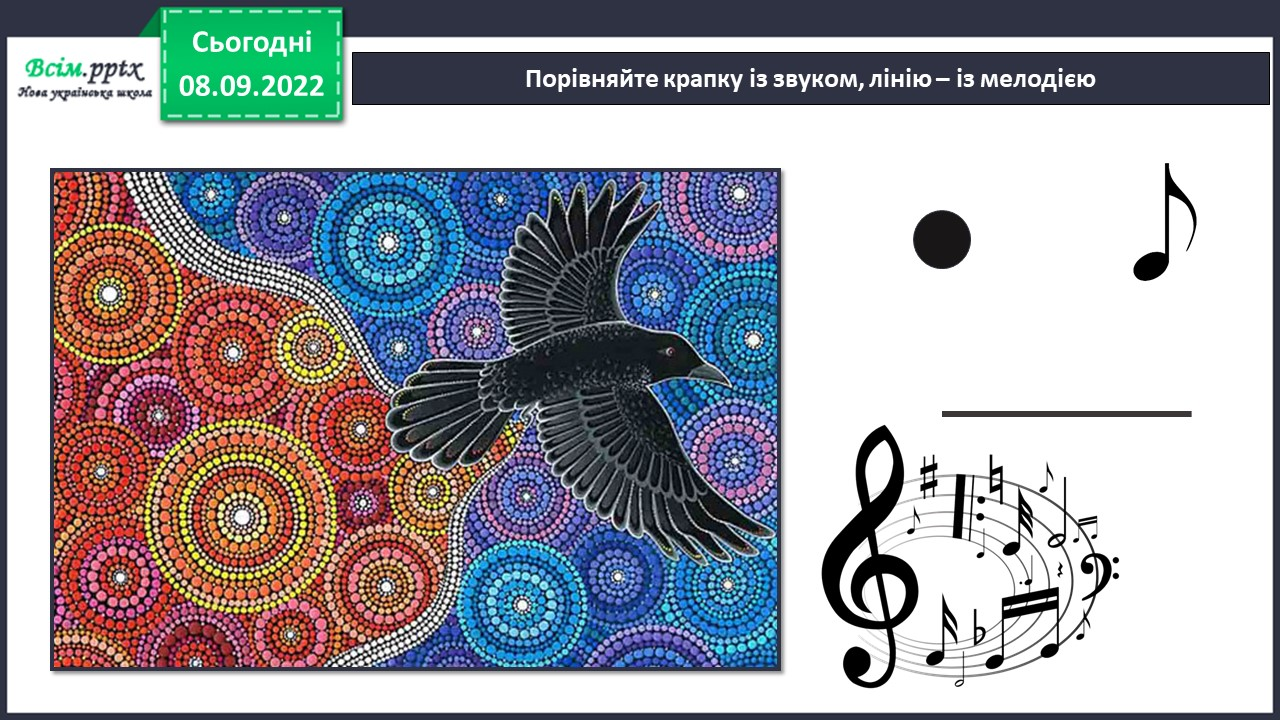 Сьогодні
08.09.2022
Всім.pptx
Нова українська школа
Порівняйте крапку із звуком, лінію – із мелодією